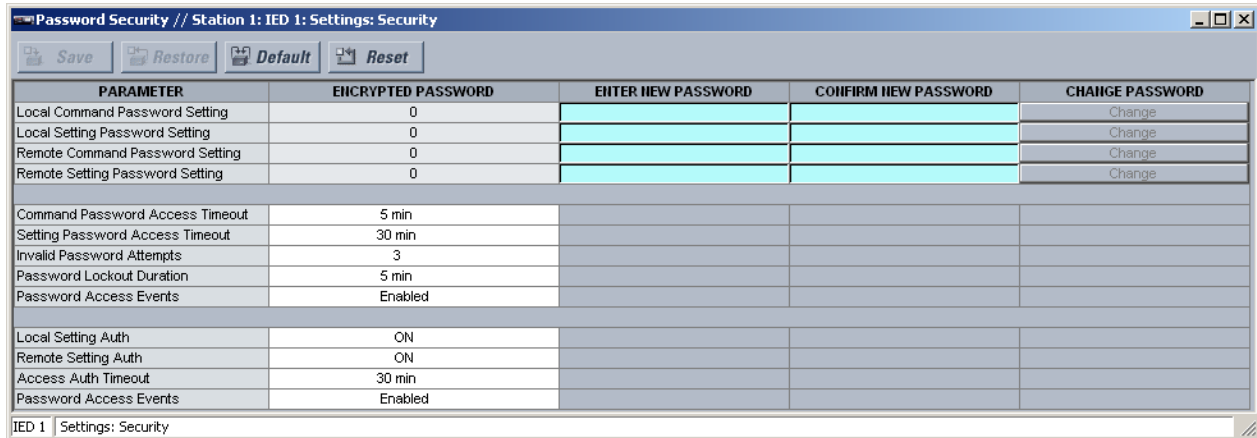 Password Security // Station 1: IED 1: Settings: Security
Save Restore Default Reset
PARAMETER ENCRYPTED PASSWORD ENTER NEW PASSWORD CONFIRM NEW PASSWORD CHANGE PASSWORD
Local Command Password Setting 0 Change
Local Setting Password Setting 0 Change
Remote Command Password Setting 0 Change
Remote Setting Password Setting 0 Change
Command Password Access Timeout 5 min
Setting Password Access Timeout 30 min
Invalid Password Attempts 3
Password Lockout Duration 5 min
Password Access Events Enabled
Local Setting Auth ON
Remote Setting Auth ON
Access Auth Timeout 30 min
Password Access Events Enabled
IED 1 Settings: Security